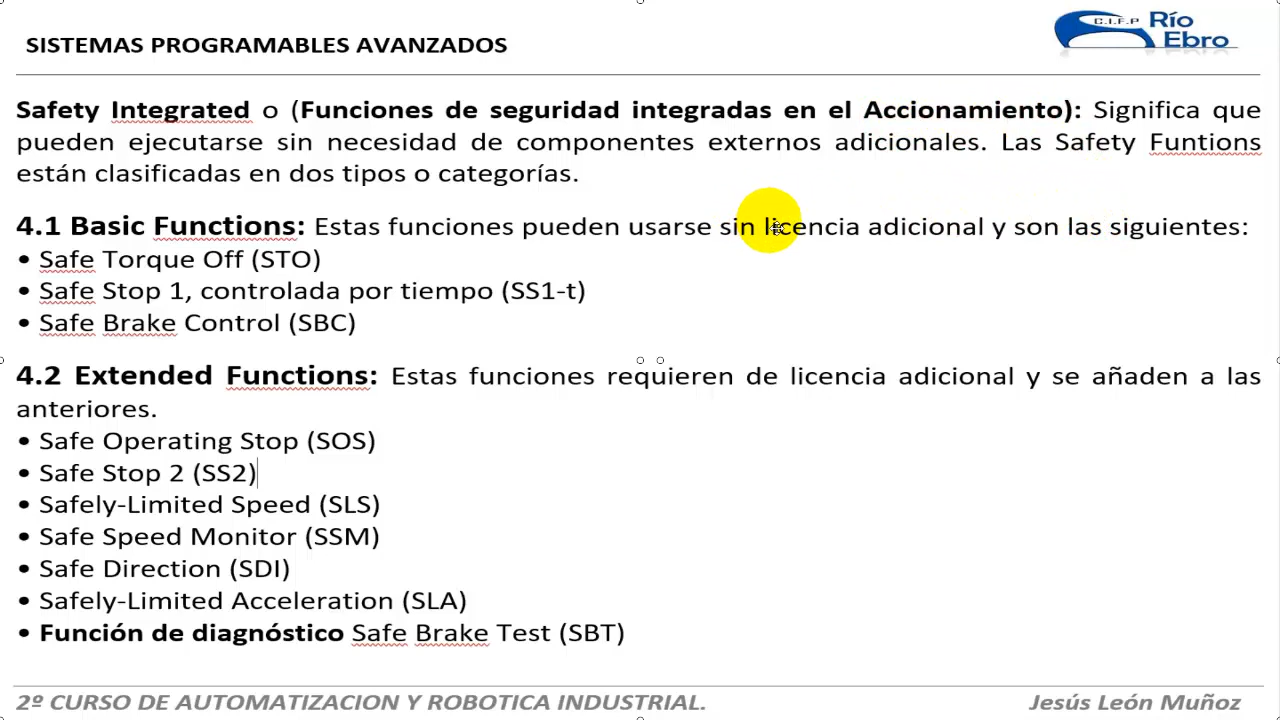 SISTEMAS PROGRAMABLES AVANZADOS
C.I.F.P
Río
Ebro
Safety Integrated o (Funciones de seguridad integradas en el Accionamiento): Significa que
pueden ejecutarse sin necesidad de componentes externos adicionales. Las Safety Funtions
están clasificadas en dos tipos o categorías.
4.1 Basic Functions: Estas funciones pueden usarse sin licencia adicional y son las siguientes:
• Safe Torque Off (STO)
• Safe Stop 1, controlada por tiempo (SS1-t)
• Safe Brake Control (SBC)
4.2 Extended Functions: Estas funciones requieren de licencia adicional y se añaden a las
anteriores.
• Safe Operating Stop (SOS)
• Safe Stop 2 (SS2)
• Safely-Limited Speed (SLS)
• Safe Speed Monitor (SSM)
• Safe Direction (SDI)
• Safely-Limited Acceleration (SLA)
• Función de diagnóstico Safe Brake Test (SBT)
2º CURSO DE AUTOMATIZACION Y ROBOTICA INDUSTRIAL.
Jesús León Muñoz